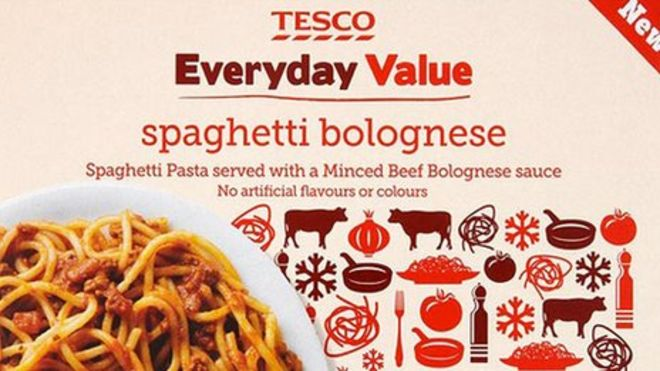 TESCO
New
Everyday Value
spaghetti bolognese
Spaghetti Pasta served with a Minced Beef Bolognese sauce
No artificial flavours or colours